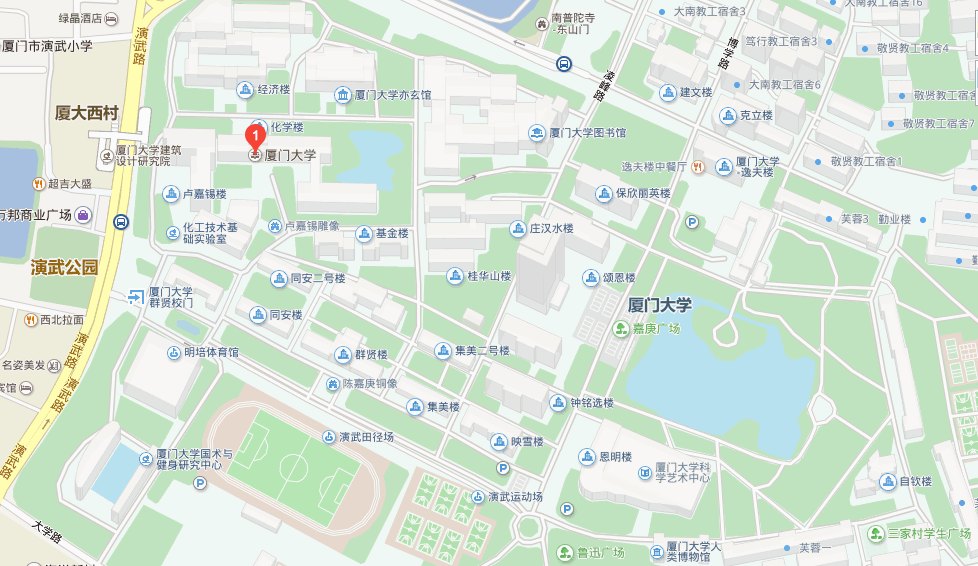 绿晶酒店
南普陀寺
-东山门
大南教工宿舍3
敬贤教工宿舍16
厦门市演武小学
演武路
博学路
笃行教工宿舍3
敬贤教工宿舍4
经济楼
厦门大学亦玄馆
凌峰路
建文楼
大南教工宿舍6
敬贤教工宿舍2
厦大西村
化学楼
1
厦门大学图书馆
克立楼
敬贤教工宿舍7
厦门大学建筑
设计研究院
厦门大学
逸夫楼中餐厅
厦门大学
-逸夫楼
敬贤教工宿舍1
超吉大盛
卢嘉锡楼
保欣丽英楼
万邦商业广场
化工技术基
础实验室
卢嘉锡雕像
基金楼
庄汉水楼
P
芙蓉3
勤业楼
演武公园
同安二号楼
桂华山楼
颂恩楼
勤
厦门大学
群贤校门
同安楼
厦门大学
西北拉面
嘉庚广场
演武路
明培体育馆
群贤楼
集美二号楼
名姿美发
宾馆
演武路
陈嘉庚铜像
集美楼
钟铭选楼
演武田径场
映雪楼
演武路
厦门大学国术与
健身研究中心
P
恩明楼
厦门大学科
学艺术中心
P
演武运动场
自钦楼
P
大学路
三家村学生广场
鲁迅广场
厦门大学人
类博物馆
芙蓉一